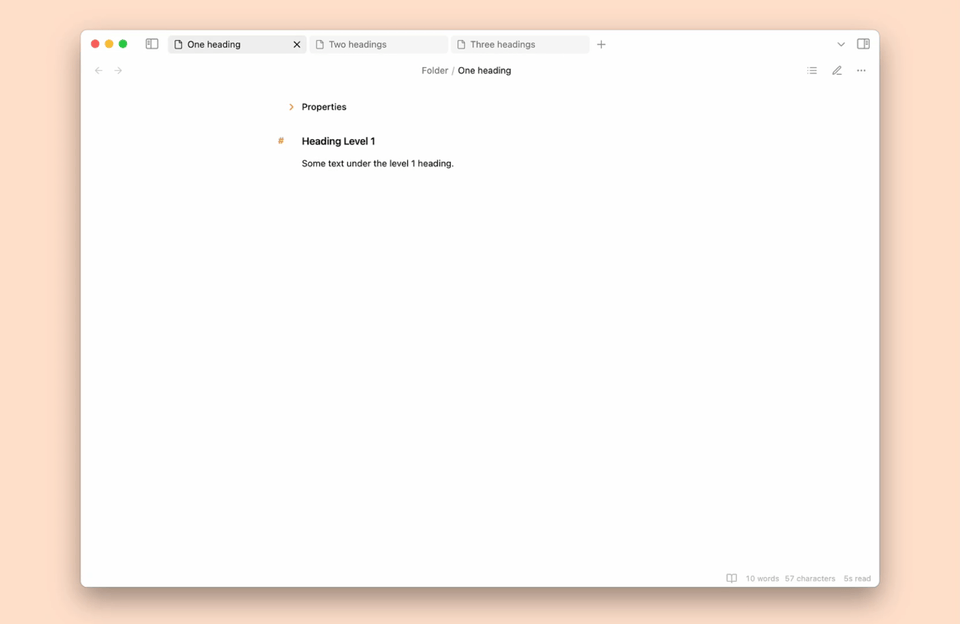 One heading
Two headings
Three headings
Folder / One heading
Properties
# Heading Level 1
Some text under the level 1 heading.
10 words 57 characters 5s read